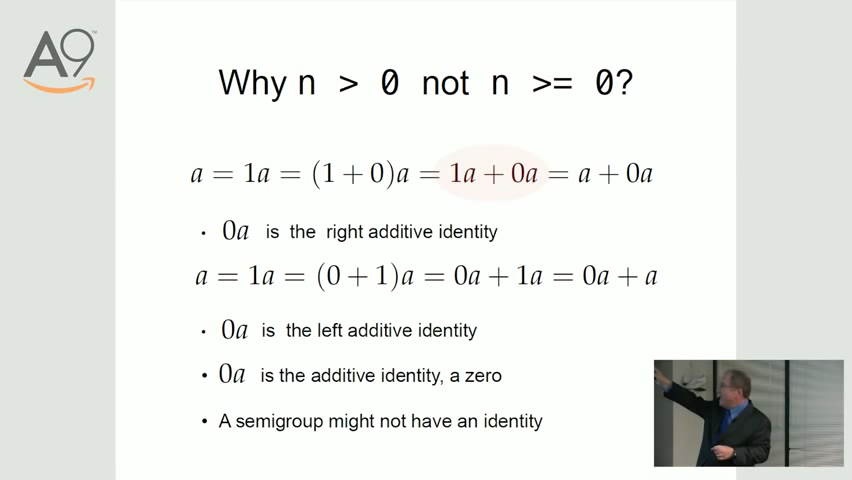 A9™
Why n > 0 not n >= 0?
a = 1a = (1 + 0)a = 1a + 0a = a + 0a
• 0a is the right additive identity
a = 1a = (0 + 1)a = 0a + 1a = 0a + a
• 0a is the left additive identity
• 0a is the additive identity, a zero
• A semigroup might not have an identity